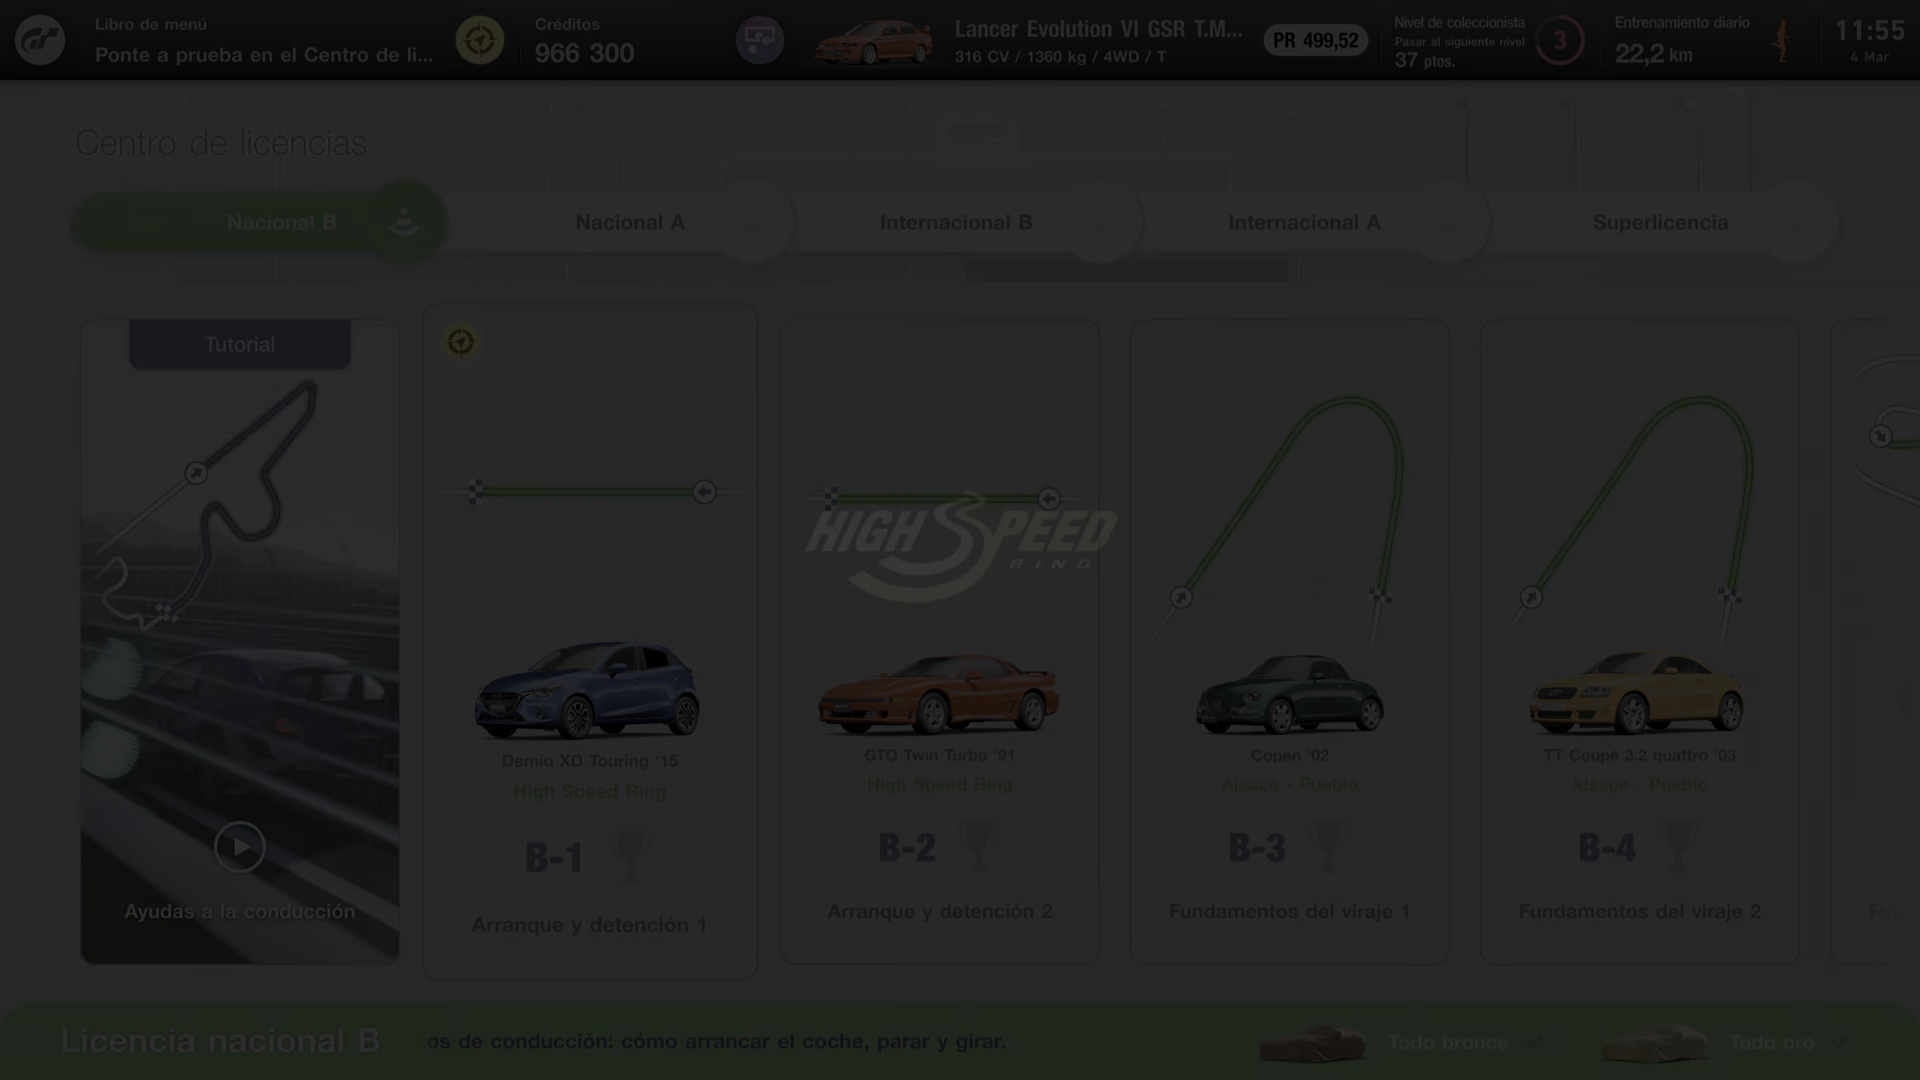 Libro de menú
Ponte a prueba en el Centro de li...
Créditos
966 300
Lancer Evolution VI GSR T.M...
316 CV / 1360 kg / 4WD / T
PR 499,52
Nivel de coleccionista
Pasar al siguiente nivel
37 ptos.
3
Entrenamiento diario
22,2 km
11:55
4 Mar
Centro de licencias
Nacional B
Nacional A
Internacional B
Internacional A
Superlicencia
Tutorial
Ayudas a la conducción
Demio XD Touring '15
High Speed Ring
B-1
Arranque y detención 1
HIGH SPEED
RING
GTO Twin Turbo '91
High Speed Ring
B-2
Arranque y detención 2
Copen '02
Alsace - Pueblo
B-3
Fundamentos del viraje 1
TT Coupé 3.2 quattro '03
Alsace - Pueblo
B-4
Fundamentos del viraje 2
Licencia nacional B
os de conducción: cómo arrancar el coche, parar y girar.
Todo bronce
Todo oro